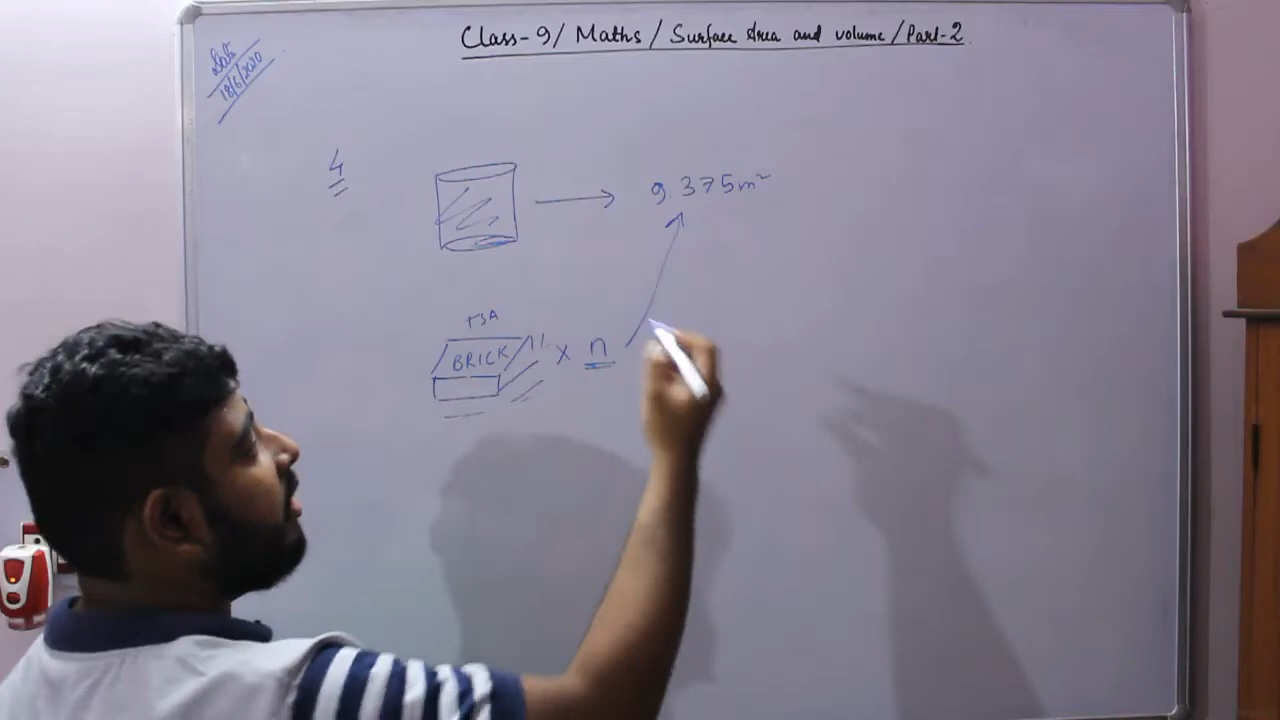 Class-9/ Maths / Surface Area and volume / Part-2
Date
18/6/2020
4
9.375m²
TSA
BRICK x n